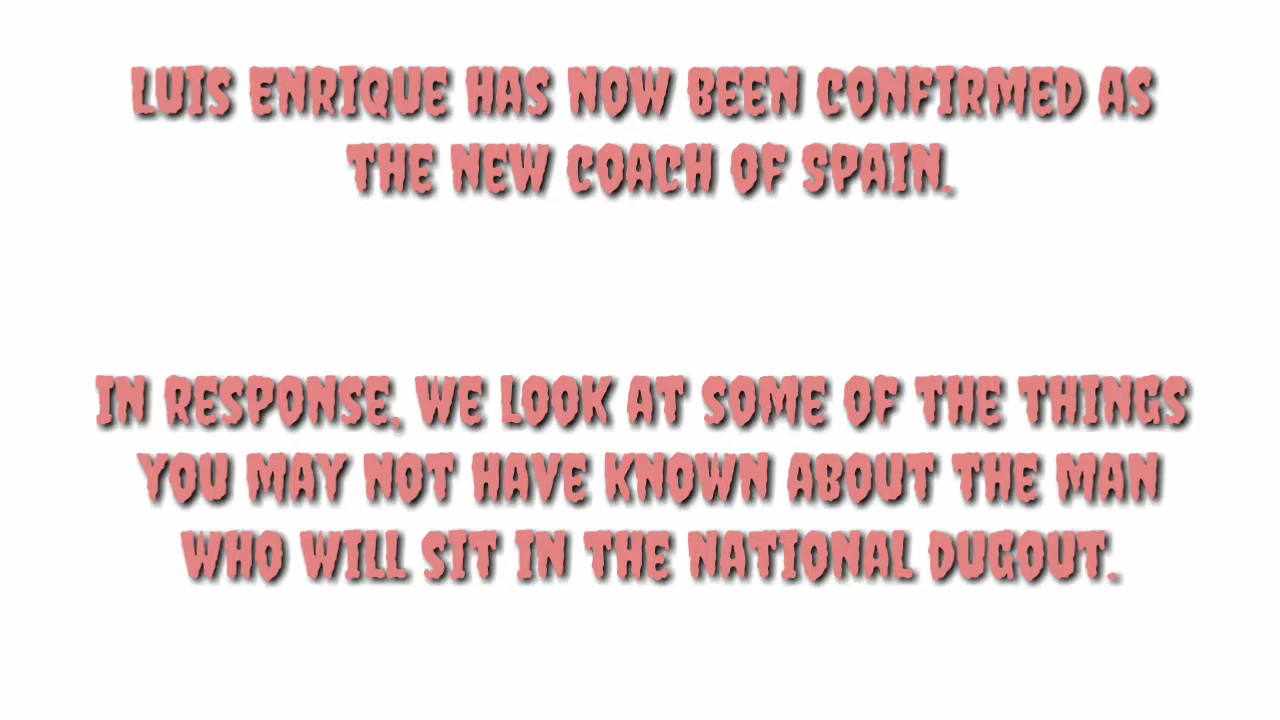 LUIS ENRIQUE HAS NOW BEEN CONFIRMED AS
THE NEW COACH OF SPAIN.
IN RESPONSE, WE LOOK AT SOME OF THE THINGS
YOU MAY NOT HAVE KNOWN ABOUT THE MAN
WHO WILL SIT IN THE NATIONAL DUGOUT.